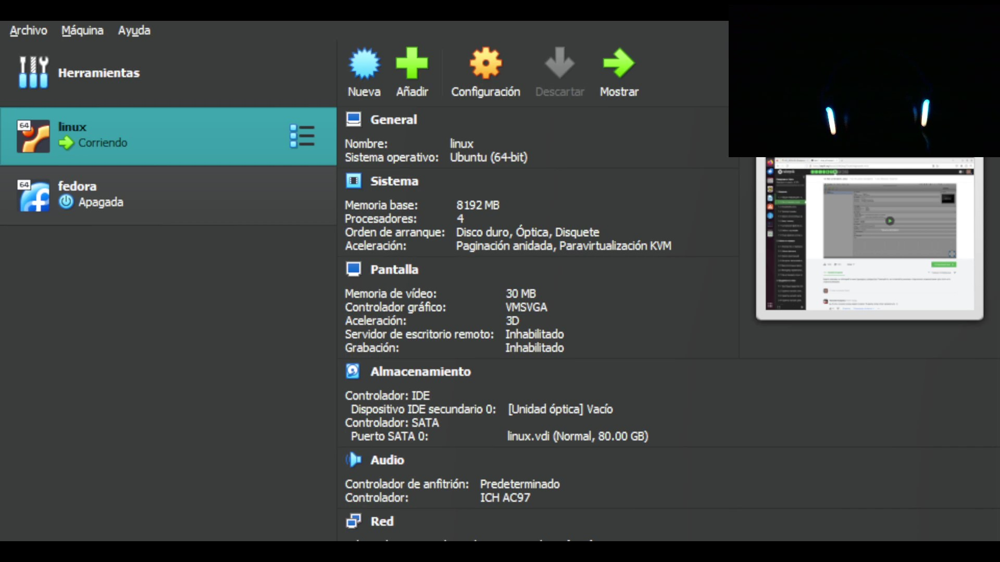 Archivo Máquina Ayuda
Herramientas
Nueva Añadir Configuración Descartar Mostrar
64
linux
Corriendo
64
fedora
Apagada
General
Nombre: linux
Sistema operativo: Ubuntu (64-bit)
Sistema
Memoria base: 8192 MB
Procesadores: 4
Orden de arranque: Disco duro, Óptica, Disquete
Aceleración: Paginación anidada, Paravirtualización KVM
Pantalla
Memoria de vídeo: 30 MB
Controlador gráfico: VMSVGA
Aceleración: 3D
Servidor de escritorio remoto: Inhabilitado
Grabación: Inhabilitado
Almacenamiento
Controlador: IDE
Dispositivo IDE secundario 0: [Unidad óptica] Vacío
Controlador: SATA
Puerto SATA 0: linux.vdi (Normal, 80.00 GB)
Audio
Controlador de anfitrión: Predeterminado
Controlador: ICH AC97
Red